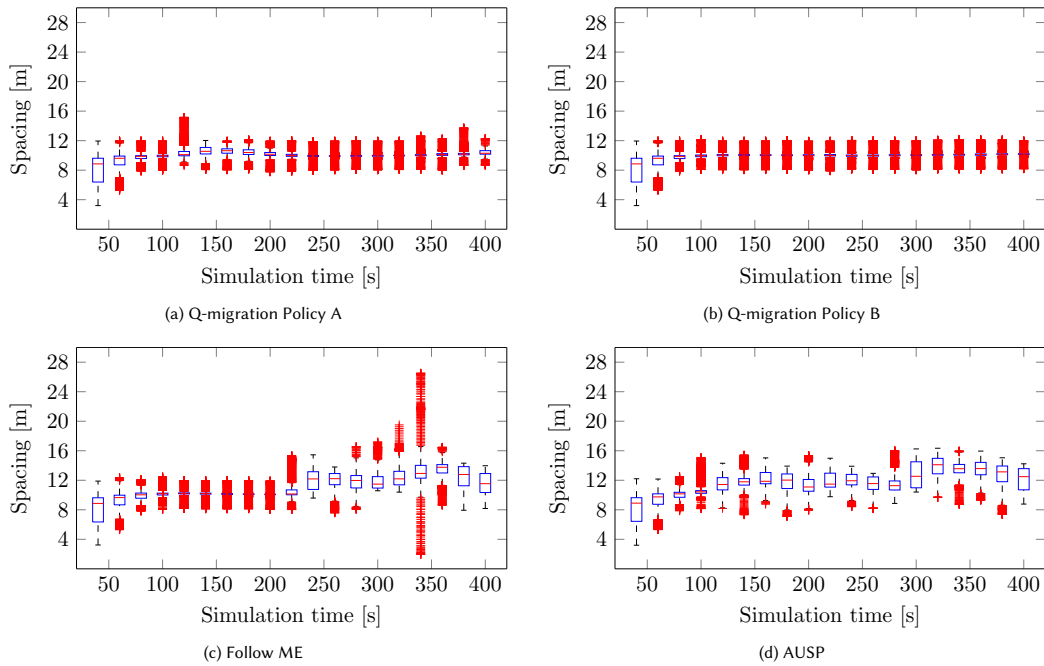 28
24
20
16
12
8
4
Spacing [m]
50 100 150 200 250 300 350 400
Simulation time [s]
(a) Q-migration Policy A
28
24
20
16
12
8
4
Spacing [m]
50 100 150 200 250 300 350 400
Simulation time [s]
(b) Q-migration Policy B
28
24
20
16
12
8
4
Spacing [m]
50 100 150 200 250 300 350 400
Simulation time [s]
(c) Follow ME
28
24
20
16
12
8
4
Spacing [m]
50 100 150 200 250 300 350 400
Simulation time [s]
(d) AUSP